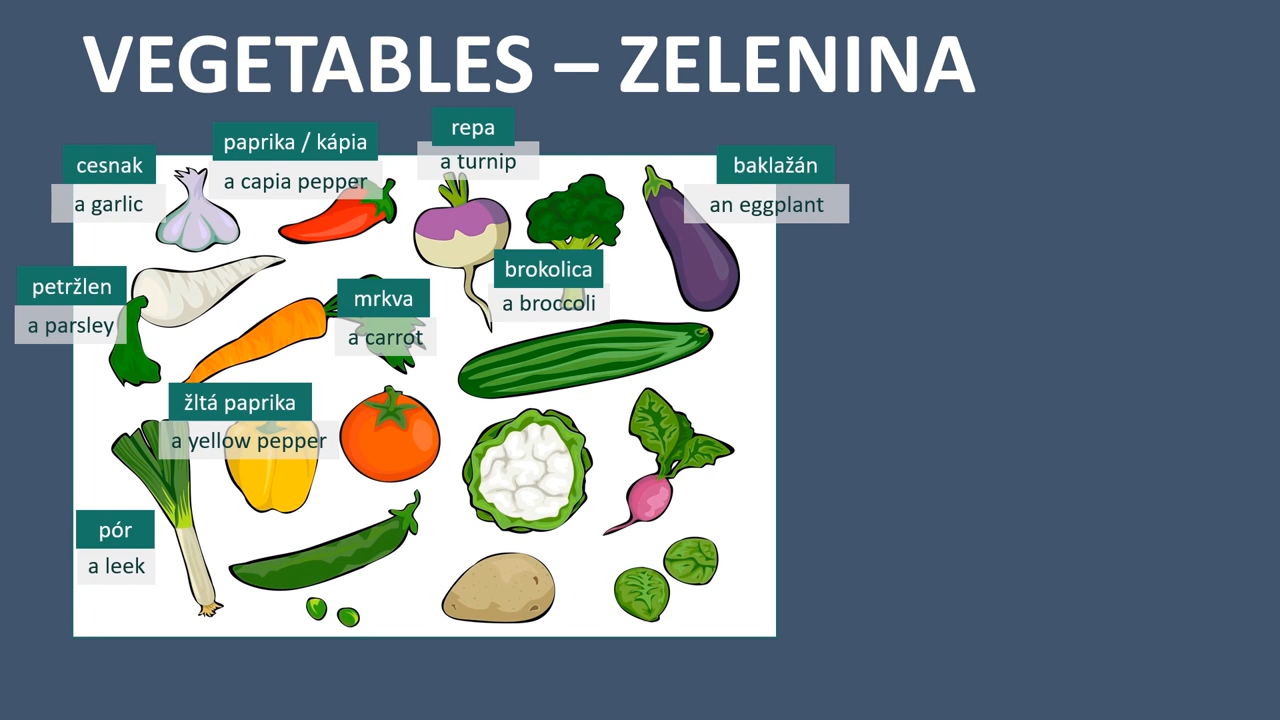 VEGETABLES – ZELENINA
cesnak
a garlic
paprika / kápia
a capia pepper
repa
a turnip
baklažán
an eggplant
petržlen
a parsley
mrkva
a carrot
brokolica
a broccoli
žltá paprika
a yellow pepper
pór
a leek